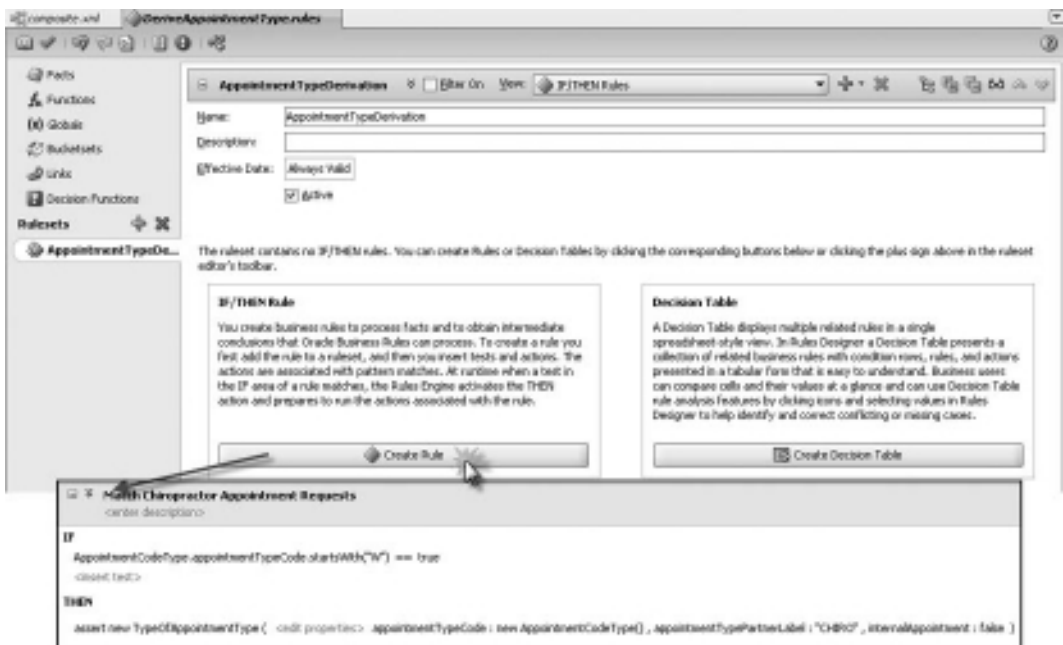 composite.xml
DeriveAppointmentType.rules
Facts
Functions
Globals
Bucketsets
Links
Decision Functions
Rulesets
AppointmentTypeDe...
AppointmentTypeDerivation
Filter On
View:
IF/THEN Rules
Name:
AppointmentTypeDerivation
Description:
Effective Date:
Always Valid
Active
The ruleset contains no IF/THEN rules. You can create Rules or Decision Tables by clicking the corresponding buttons below or clicking the plus sign above in the ruleset
editor's toolbar.
IF/THEN Rule
You create business rules to process facts and to obtain intermediate
conclusions that Oracle Business Rules can process. To create a rule you
first add the rule to a ruleset, and then you insert tests and actions. The
actions are associated with pattern matches. At runtime when a test in
the IF area of a rule matches, the Rules Engine activates the THEN
action and prepares to run the actions associated with the rule.
Create Rule
Decision Table
A Decision Table displays multiple related rules in a single
spreadsheet-style view. In Rules Designer a Decision Table presents a
collection of related business rules with condition rows, rules, and actions
presented in a tabular form that is easy to understand. Business users
can compare cells and their values at a glance and can use Decision Table
rule analysis features by clicking icons and selecting values in Rules
Designer to help identify and correct conflicting or missing cases.
Create Decision Table
Match Chiropractor Appointment Requests
<enter description>
IF
AppointmentCodeType.appointmentTypeCode.startsWith("W") == true
<insert test>
THEN
assert new TypeOfAppointmentType ( <edit properties> appointmentTypeCode : new AppointmentCodeType() , appointmentTypePartnerLabel : "CHIRO" , internalAppointment : false )